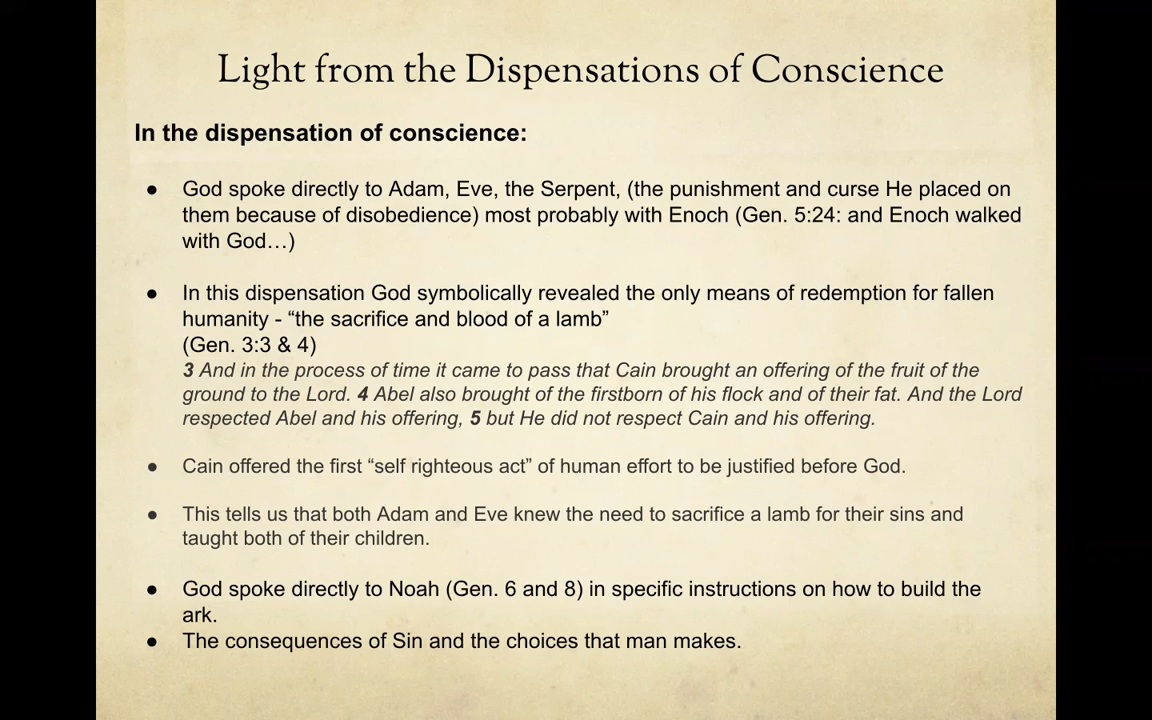 Light from the Dispensations of Conscience
In the dispensation of conscience:
● God spoke directly to Adam, Eve, the Serpent, (the punishment and curse He placed on
them because of disobedience) most probably with Enoch (Gen. 5:24: and Enoch walked
with God…)
● In this dispensation God symbolically revealed the only means of redemption for fallen
humanity - “the sacrifice and blood of a lamb”
(Gen. 3:3 & 4)
3 And in the process of time it came to pass that Cain brought an offering of the fruit of the
ground to the Lord. 4 Abel also brought of the firstborn of his flock and of their fat. And the Lord
respected Abel and his offering, 5 but He did not respect Cain and his offering.
● Cain offered the first “self righteous act” of human effort to be justified before God.
● This tells us that both Adam and Eve knew the need to sacrifice a lamb for their sins and
taught both of their children.
● God spoke directly to Noah (Gen. 6 and 8) in specific instructions on how to build the
ark.
● The consequences of Sin and the choices that man makes.